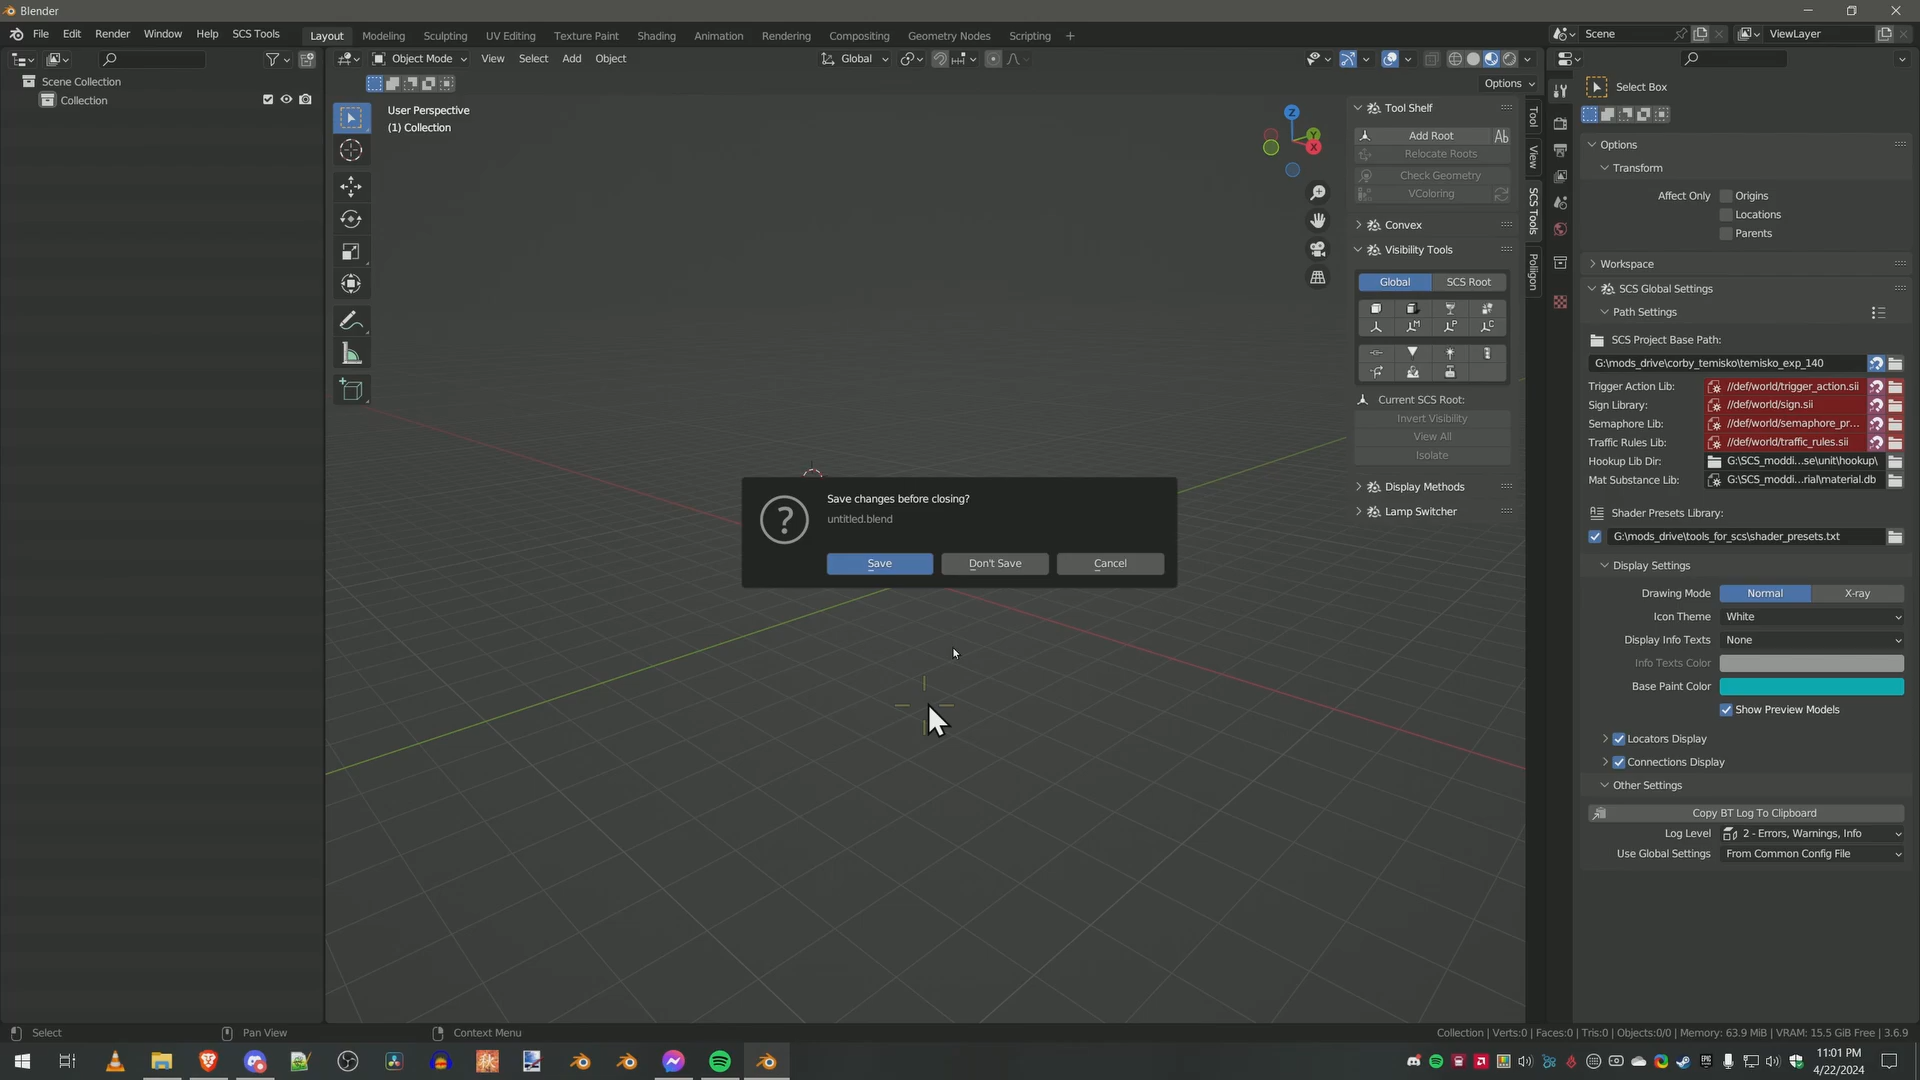 Blender
File Edit Render Window Help SCS Tools Layout Modeling Sculpting UV Editing Texture Paint Shading Animation Rendering Compositing Geometry Nodes Scripting +
Scene
ViewLayer
Object Mode View Select Add Object
Global
Options
Scene Collection
Collection
User Perspective
(1) Collection
Z
Y
X
Tool Shelf
Add Root
Relocate Roots
Check Geometry
VColoring
Convex
Visibility Tools
Global SCS Root
M P C
Current SCS Root:
Invert Visibility
View All
Isolate
Display Methods
Lamp Switcher
Tool
View
SCS Tools
Poliigon
Select Box
Options
Transform
Affect Only Origins
Locations
Parents
Workspace
SCS Global Settings
Path Settings
SCS Project Base Path:
G:\mods_drive\corby_temisko\temisko_exp_140
Trigger Action Lib: //def/world/trigger_action.sii
Sign Library: //def/world/sign.sii
Semaphore Lib: //def/world/semaphore_pr...
Traffic Rules Lib: //def/world/traffic_rules.sii
Hookup Lib Dir: G:\SCS_moddi...se\unit\hookup\
Mat Substance Lib: G:\SCS_moddi...rial\material.db
Shader Presets Library:
G:\mods_drive\tools_for_scs\shader_presets.txt
Display Settings
Drawing Mode Normal X-ray
Icon Theme White
Display Info Texts None
Info Texts Color
Base Paint Color
Show Preview Models
Locators Display
Connections Display
Other Settings
Copy BT Log To Clipboard
Log Level 2 - Errors, Warnings, Info
Use Global Settings From Common Config File
Save changes before closing?
untitled.blend
Save Don't Save Cancel
Select
Pan View
Context Menu
Collection | Verts:0 | Faces:0 | Tris:0 | Objects:0/0 | Memory: 63.9 MiB | VRAM: 15.5 GiB Free | 3.6.9
11:01 PM
4/22/2024